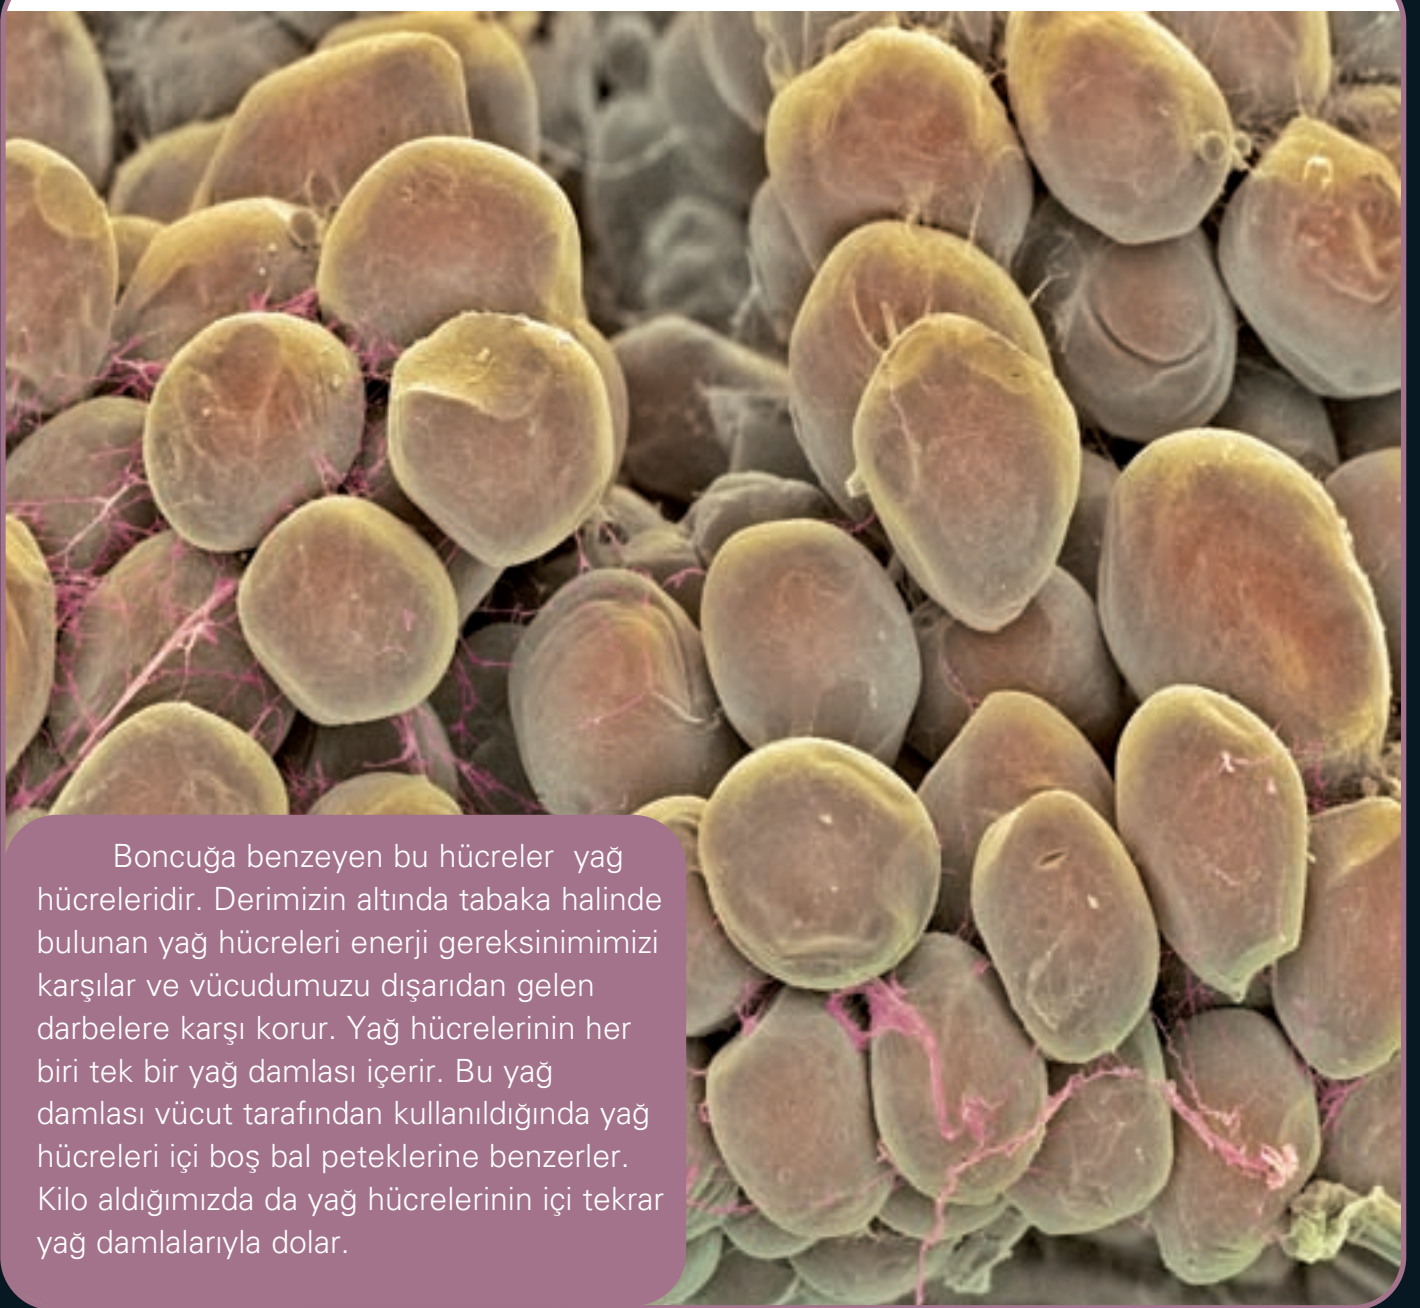 Boncuğa benzeyen bu hücreler yağ
hücreleridir. Derimizin altında tabaka halinde
bulunan yağ hücreleri enerji gereksinimimizi
karşılar ve vücudumuzu dışarıdan gelen
darbelere karşı korur. Yağ hücrelerinin her
biri tek bir yağ damlası içerir. Bu yağ
damlası vücut tarafından kullanıldığında yağ
hücreleri içi boş bal peteklerine benzerler.
Kilo aldığımızda da yağ hücrelerinin içi tekrar
yağ damlalarıyla dolar.